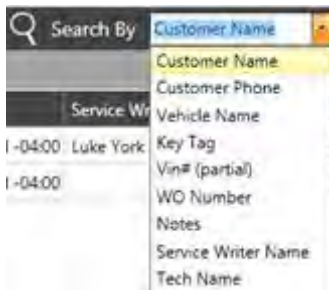 Search By Customer Name
Customer Name
Customer Phone
Service Wr Vehicle Name
-04:00 Luke York Key Tag
Vin# (partial)
-04:00
WO Number
Notes
Service Writer Name
Tech Name